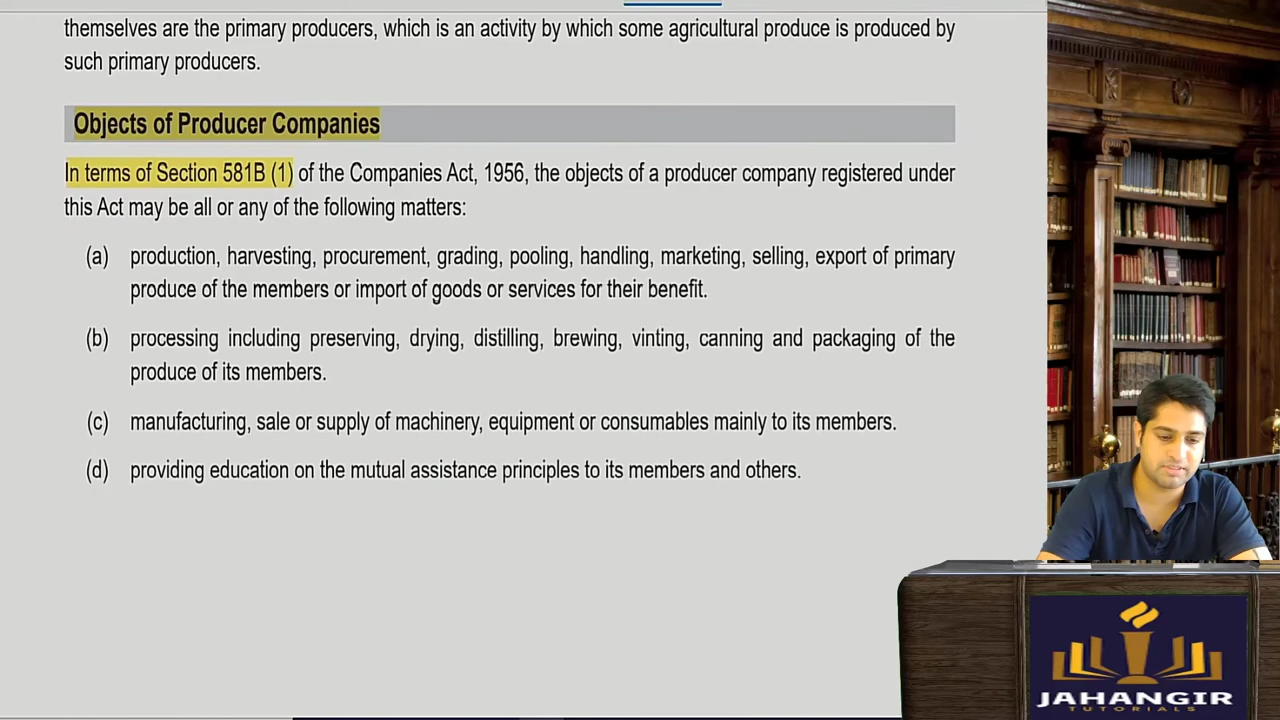 themselves are the primary producers, which is an activity by which some agricultural produce is produced by
such primary producers.
Objects of Producer Companies
In terms of Section 581B (1) of the Companies Act, 1956, the objects of a producer company registered under
this Act may be all or any of the following matters:
(a) production, harvesting, procurement, grading, pooling, handling, marketing, selling, export of primary
produce of the members or import of goods or services for their benefit.
(b) processing including preserving, drying, distilling, brewing, vinting, canning and packaging of the
produce of its members.
(c) manufacturing, sale or supply of machinery, equipment or consumables mainly to its members.
(d) providing education on the mutual assistance principles to its members and others.
JAHANGIR
TUTORIALS